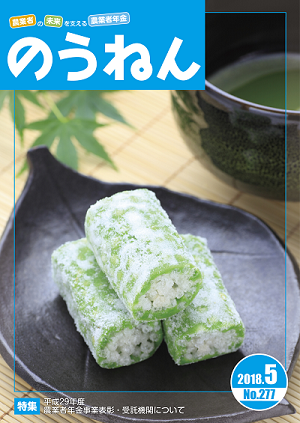 農業者の未来を支える農業者年金
のうねん
2018.5
No.277
特集
平成29年度
農業者年金事業表彰・受託機関について